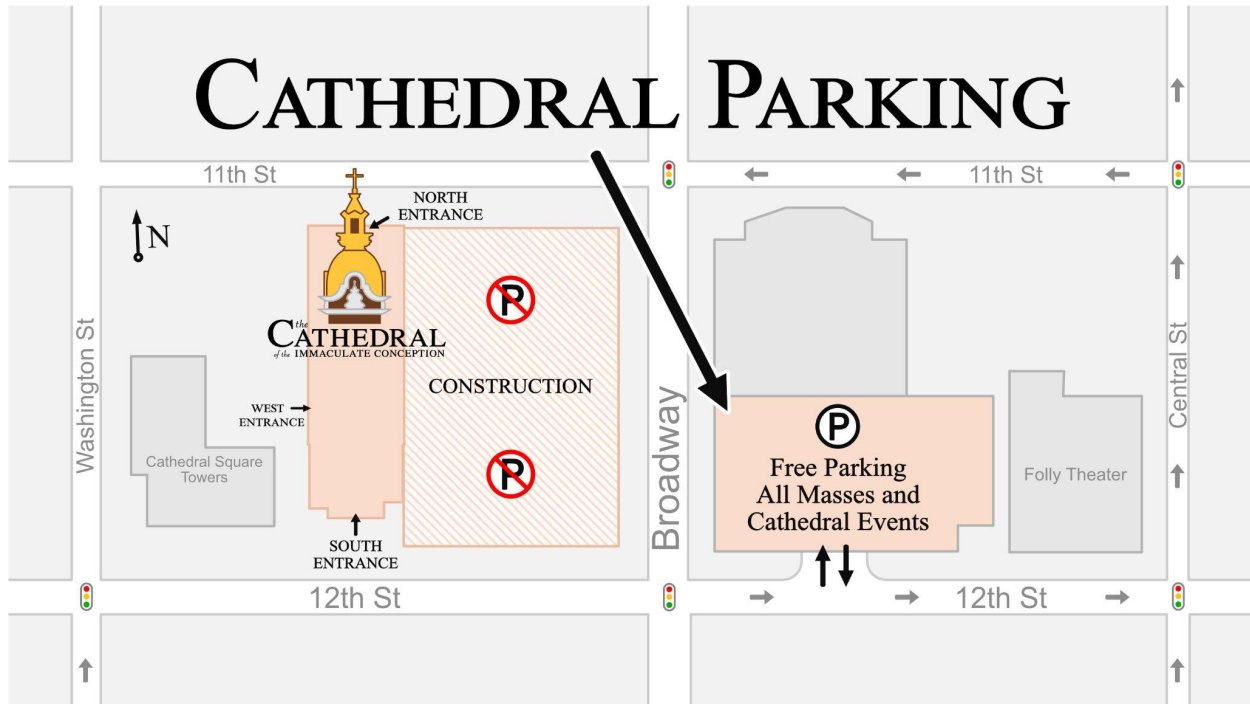 CATHEDRAL PARKING
11th St
11th St
NORTH
ENTRANCE
N
P
the
CATHEDRAL
of the IMMACULATE CONCEPTION
CONSTRUCTION
WEST
ENTRANCE
Washington St
Cathedral Square
Towers
P
SOUTH
ENTRANCE
Broadway
P
Free Parking
All Masses and
Cathedral Events
Folly Theater
Central St
12th St
12th St